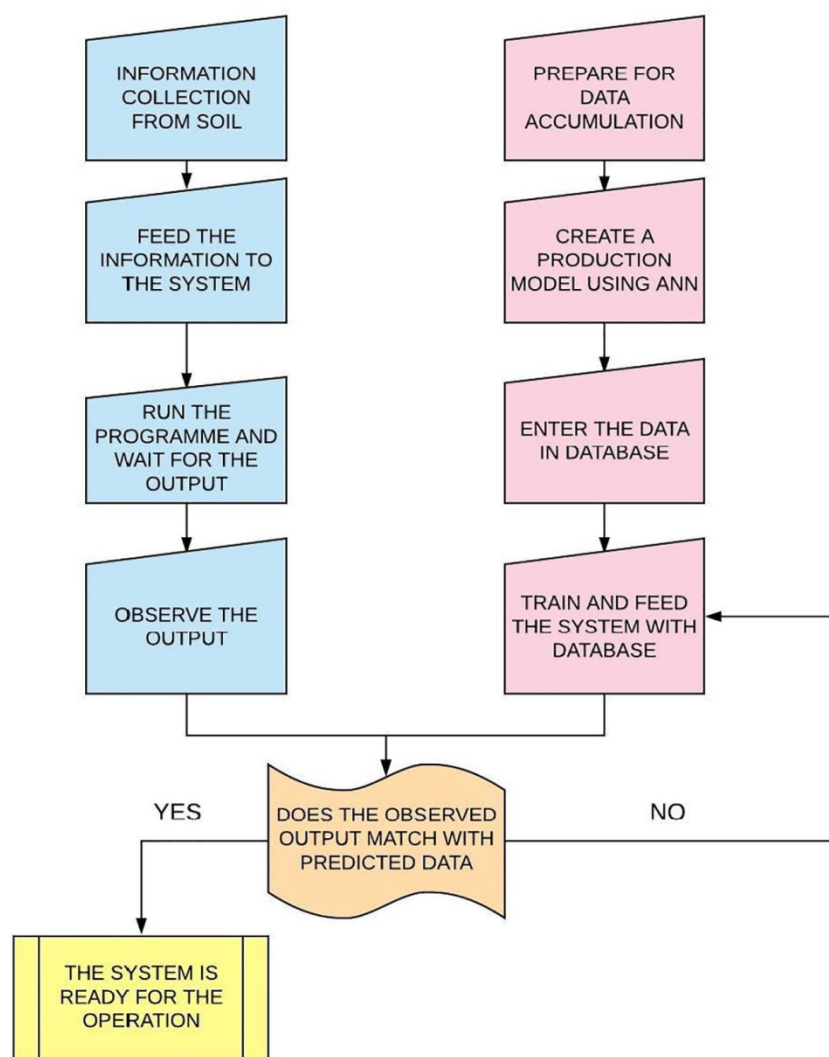 INFORMATION
COLLECTION
FROM SOIL
FEED THE
INFORMATION TO
THE SYSTEM
RUN THE
PROGRAMME AND
WAIT FOR THE
OUTPUT
OBSERVE THE
OUTPUT
PREPARE FOR
DATA
ACCUMULATION
CREATE A
PRODUCTION
MODEL USING ANN
ENTER THE DATA
IN DATABASE
TRAIN AND FEED
THE SYSTEM WITH
DATABASE
DOES THE OBSERVED
OUTPUT MATCH WITH
PREDICTED DATA
YES
NO
THE SYSTEM IS
READY FOR THE
OPERATION